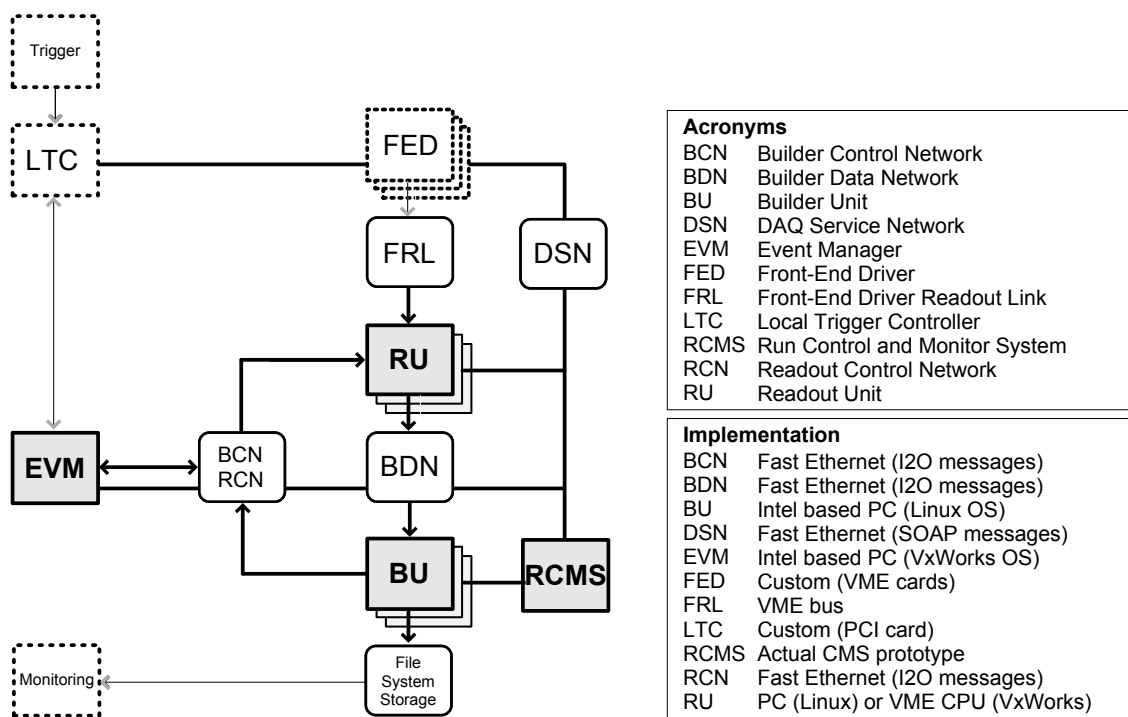 Trigger
LTC
FED
FRL
DSN
RU
EVM
BCN
RCN
BDN
BU
RCMS
Monitoring
File
System
Storage
Acronyms
BCN Builder Control Network
BDN Builder Data Network
BU Builder Unit
DSN DAQ Service Network
EVM Event Manager
FED Front-End Driver
FRL Front-End Driver Readout Link
LTC Local Trigger Controller
RCMS Run Control and Monitor System
RCN Readout Control Network
RU Readout Unit
Implementation
BCN Fast Ethernet (I2O messages)
BDN Fast Ethernet (I2O messages)
BU Intel based PC (Linux OS)
DSN Fast Ethernet (SOAP messages)
EVM Intel based PC (VxWorks OS)
FED Custom (VME cards)
FRL VME bus
LTC Custom (PCI card)
RCMS Actual CMS prototype
RCN Fast Ethernet (I2O messages)
RU PC (Linux) or VME CPU (VxWorks)